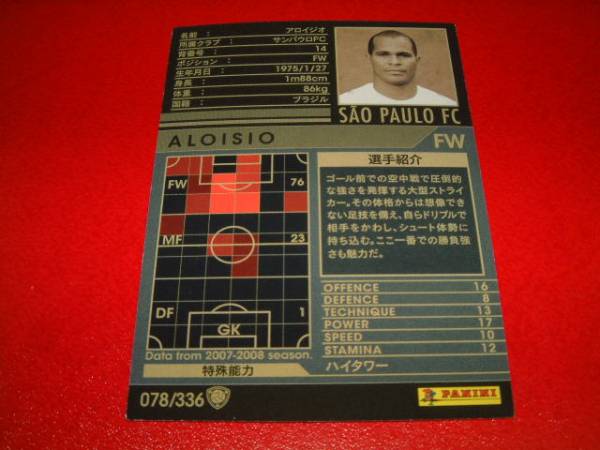 名前 : アロイジオ
所属クラブ : サンパウロFC
背番号 : 14
ポジション : FW
生年月日 : 1975/1/27
身長 : 1m88cm
体重 : 86kg
国籍 : ブラジル
SÃO PAULO FC
ALOISIO FW
FW 76
MF 23
DF 1
GK
Data from 2007-2008 season.
選手紹介
ゴール前での空中戦で圧倒的
な強さを発揮する大型ストライ
カー。その体格からは想像でき
ない足技を備え、自らドリブルで
相手をかわし、シュート体勢に
持ち込む。ここ一番での勝負強
さも魅力だ。
OFFENCE 16
DEFENCE 8
TECHNIQUE 13
POWER 17
SPEED 10
STAMINA 12
特殊能力 ハイタワー
078/336
PANINI